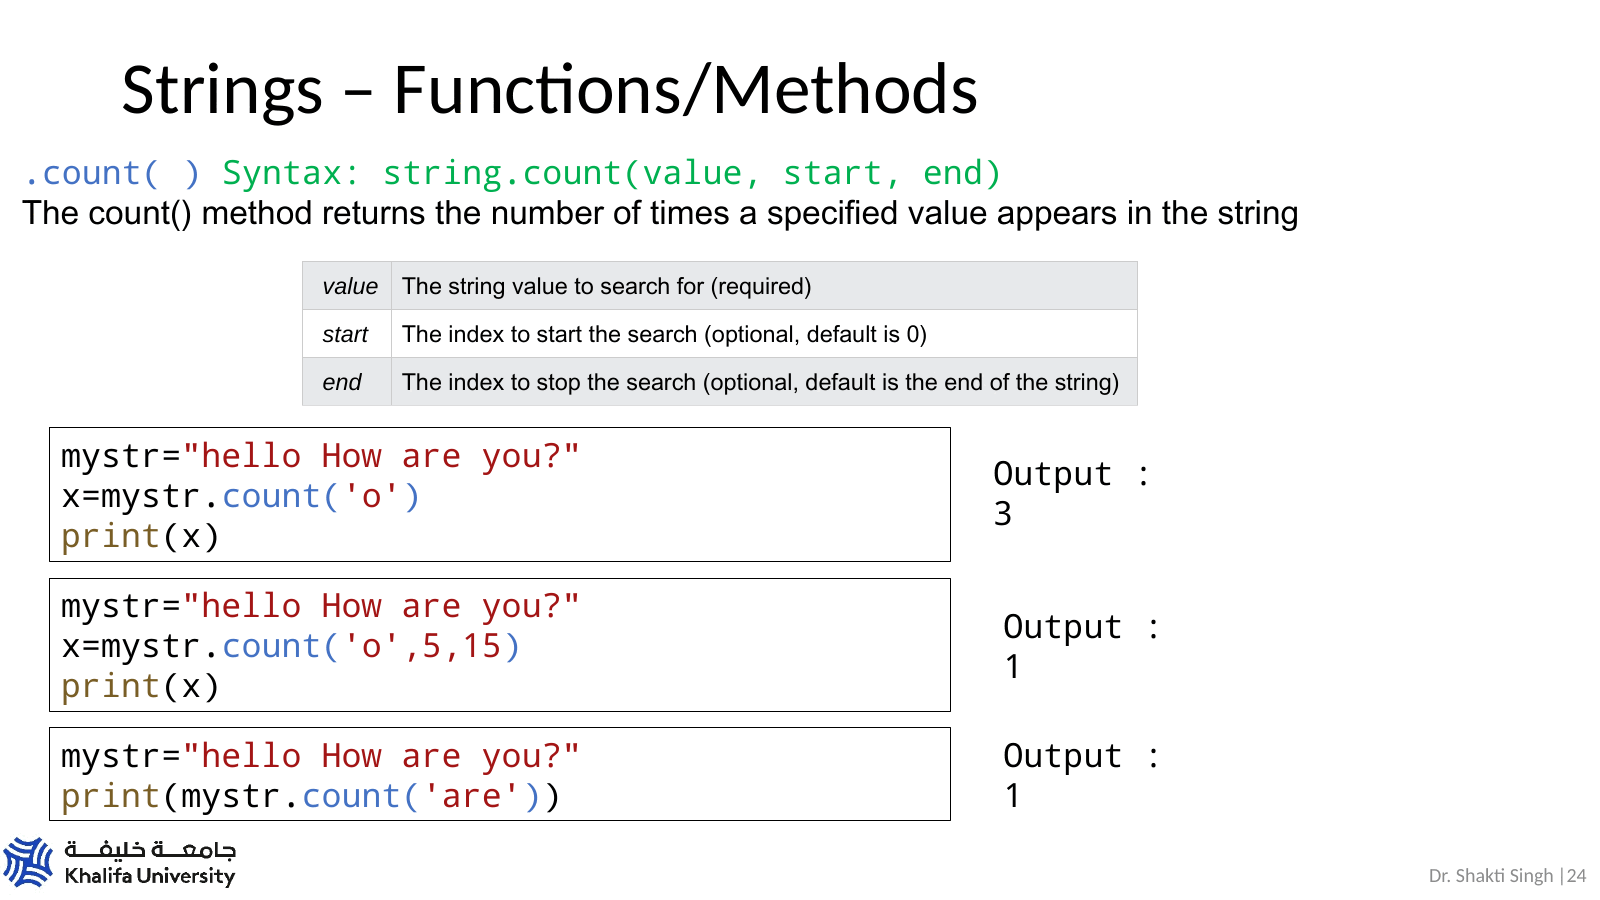 Strings – Functions/Methods
.count( ) Syntax: string.count(value, start, end)
The count() method returns the number of times a specified value appears in the string
value The string value to search for (required)
start The index to start the search (optional, default is 0)
end The index to stop the search (optional, default is the end of the string)
mystr="hello How are you?"
x=mystr.count('o')
print(x)
Output :
3
mystr="hello How are you?"
x=mystr.count('o',5,15)
print(x)
Output :
1
mystr="hello How are you?"
print(mystr.count('are'))
Output :
1
جامعة خليفة
Khalifa University
Dr. Shakti Singh |24